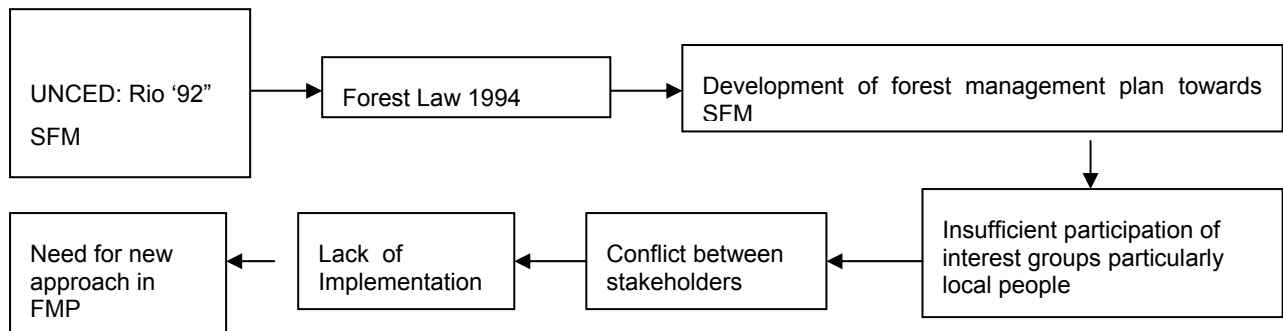 UNCED: Rio ‘92”
SFM
Forest Law 1994
Development of forest management plan towards
SFM
Insufficient participation of
interest groups particularly
local people
Conflict between
stakeholders
Lack of
Implementation
Need for new
approach in
FMP